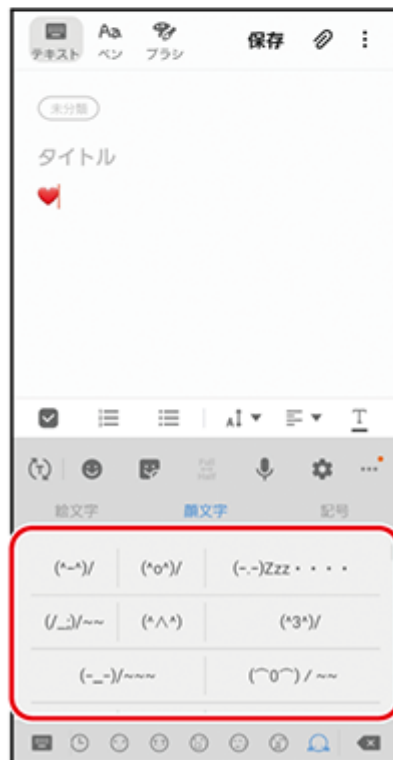 Aa
テキスト ペン ブラシ 保存
未分類
タイトル
A T
(T) Full Half
絵文字 顔文字 記号
(^-^)/ (^o^)/ (-.-)Zzz・・・・
(/_;)/~~ (^∧^) (^3^)/
(-_-)/~~~ (⌒0⌒)/~~